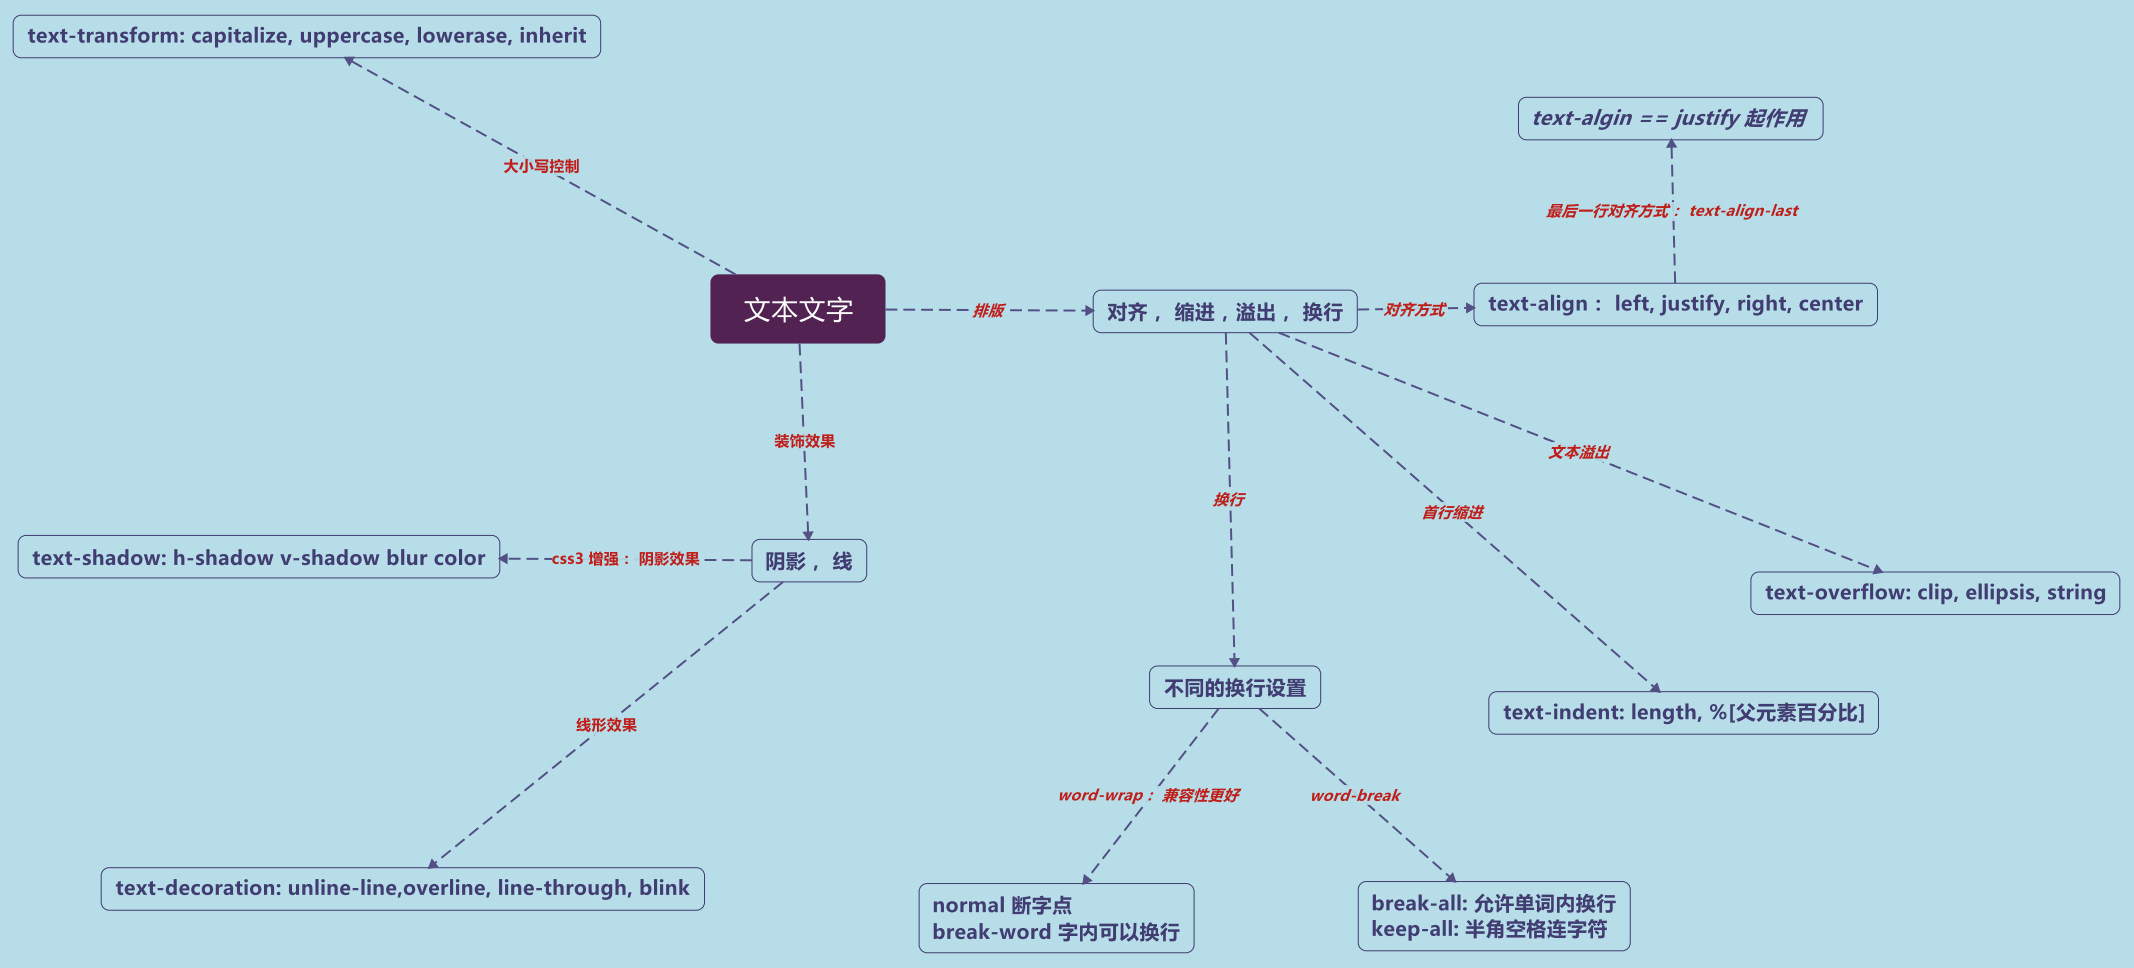 text-transform: capitalize, uppercase, lowerase, inherit
text-algin == justify 起作用
大小写控制
最后一行对齐方式： text-align-last
文本文字
排版
对齐， 缩进，溢出， 换行
对齐方式
text-align： left, justify, right, center
装饰效果
文本溢出
换行
首行缩进
text-shadow: h-shadow v-shadow blur color
css3 增强： 阴影效果
阴影， 线
text-overflow: clip, ellipsis, string
不同的换行设置
text-indent: length, %[父元素百分比]
线形效果
word-wrap： 兼容性更好
word-break
text-decoration: unline-line,overline, line-through, blink
normal 断字点
break-word 字内可以换行
break-all: 允许单词内换行
keep-all: 半角空格连字符